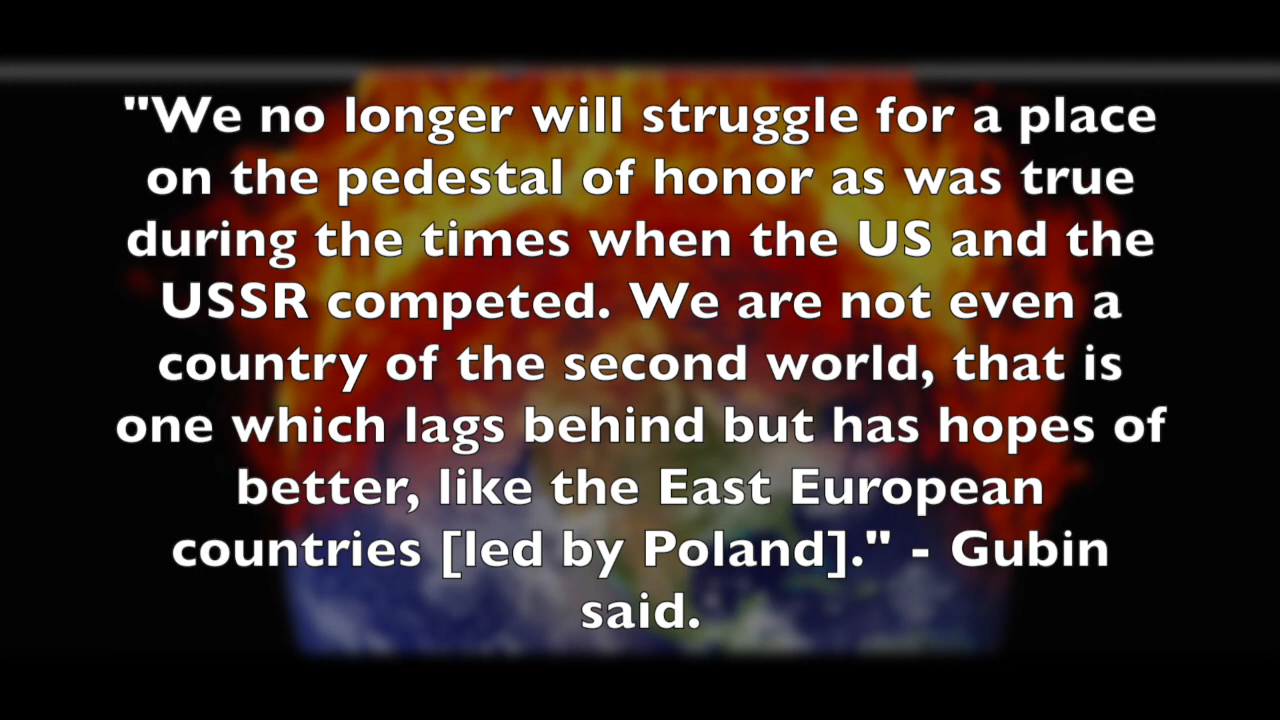 "We no longer will struggle for a place
on the pedestal of honor as was true
during the times when the US and the
USSR competed. We are not even a
country of the second world, that is
one which lags behind but has hopes of
better, like the East European
countries [led by Poland]." - Gubin
said.